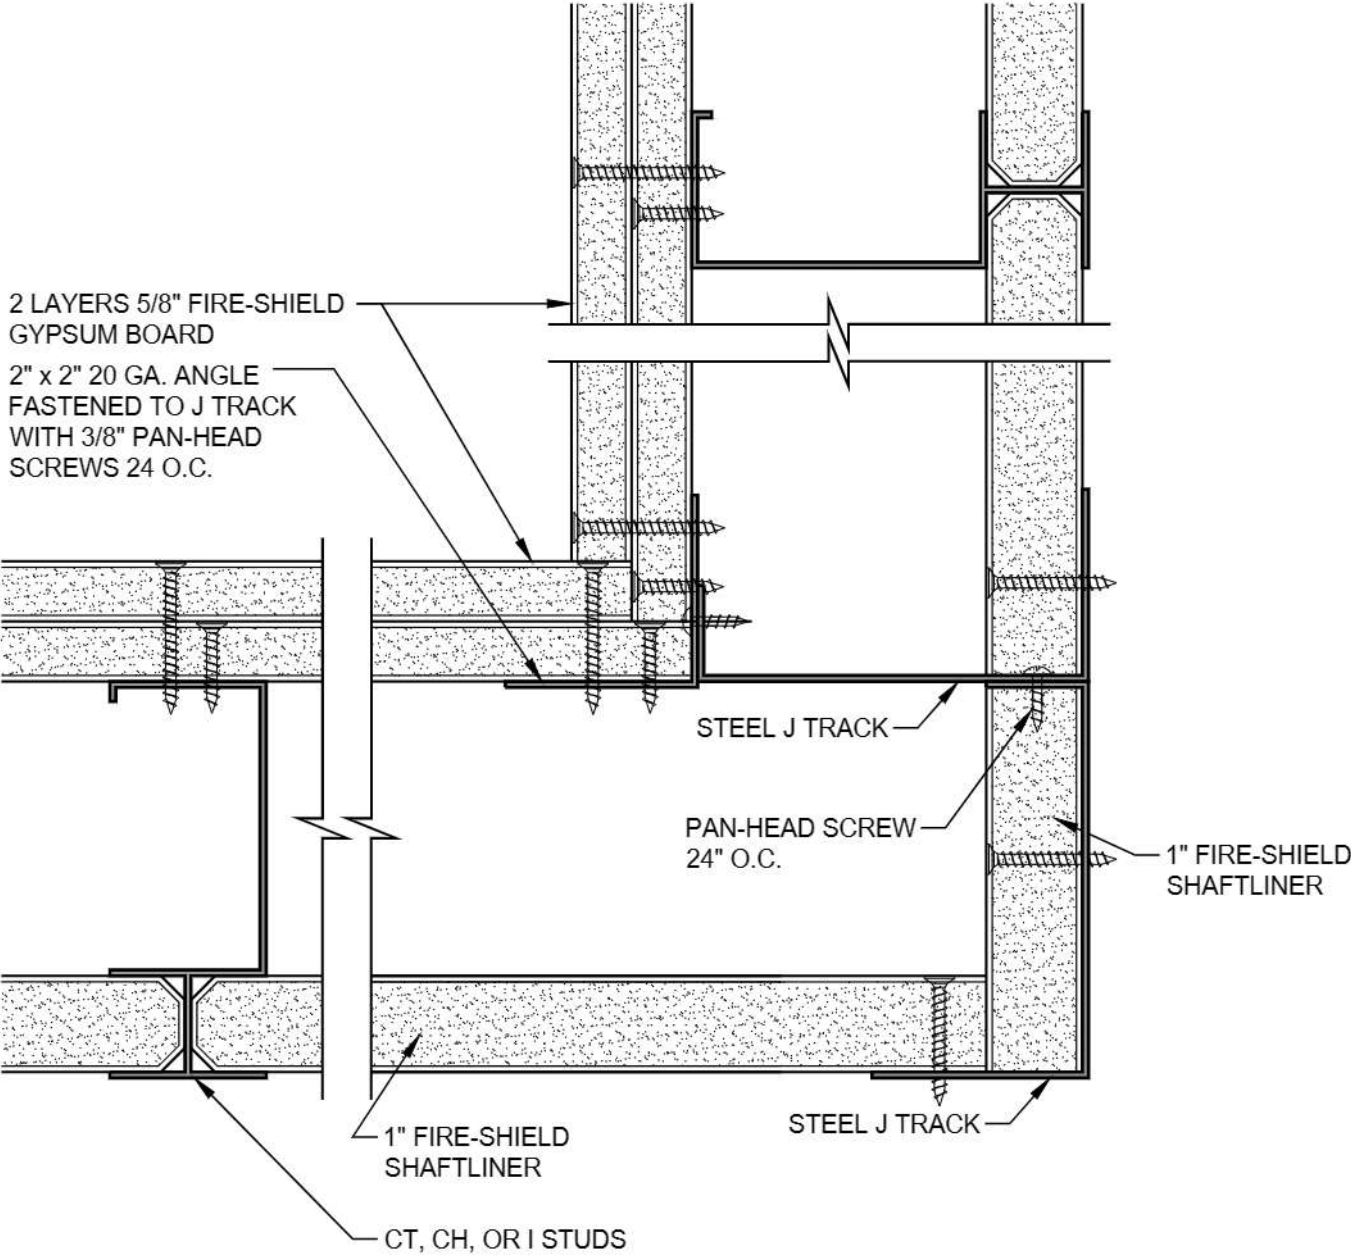 2 LAYERS 5/8" FIRE-SHIELD
GYPSUM BOARD
2" x 2" 20 GA. ANGLE
FASTENED TO J TRACK
WITH 3/8" PAN-HEAD
SCREWS 24 O.C.
STEEL J TRACK
PAN-HEAD SCREW
24" O.C.
1" FIRE-SHIELD
SHAFTLINER
STEEL J TRACK
1" FIRE-SHIELD
SHAFTLINER
CT, CH, OR I STUDS